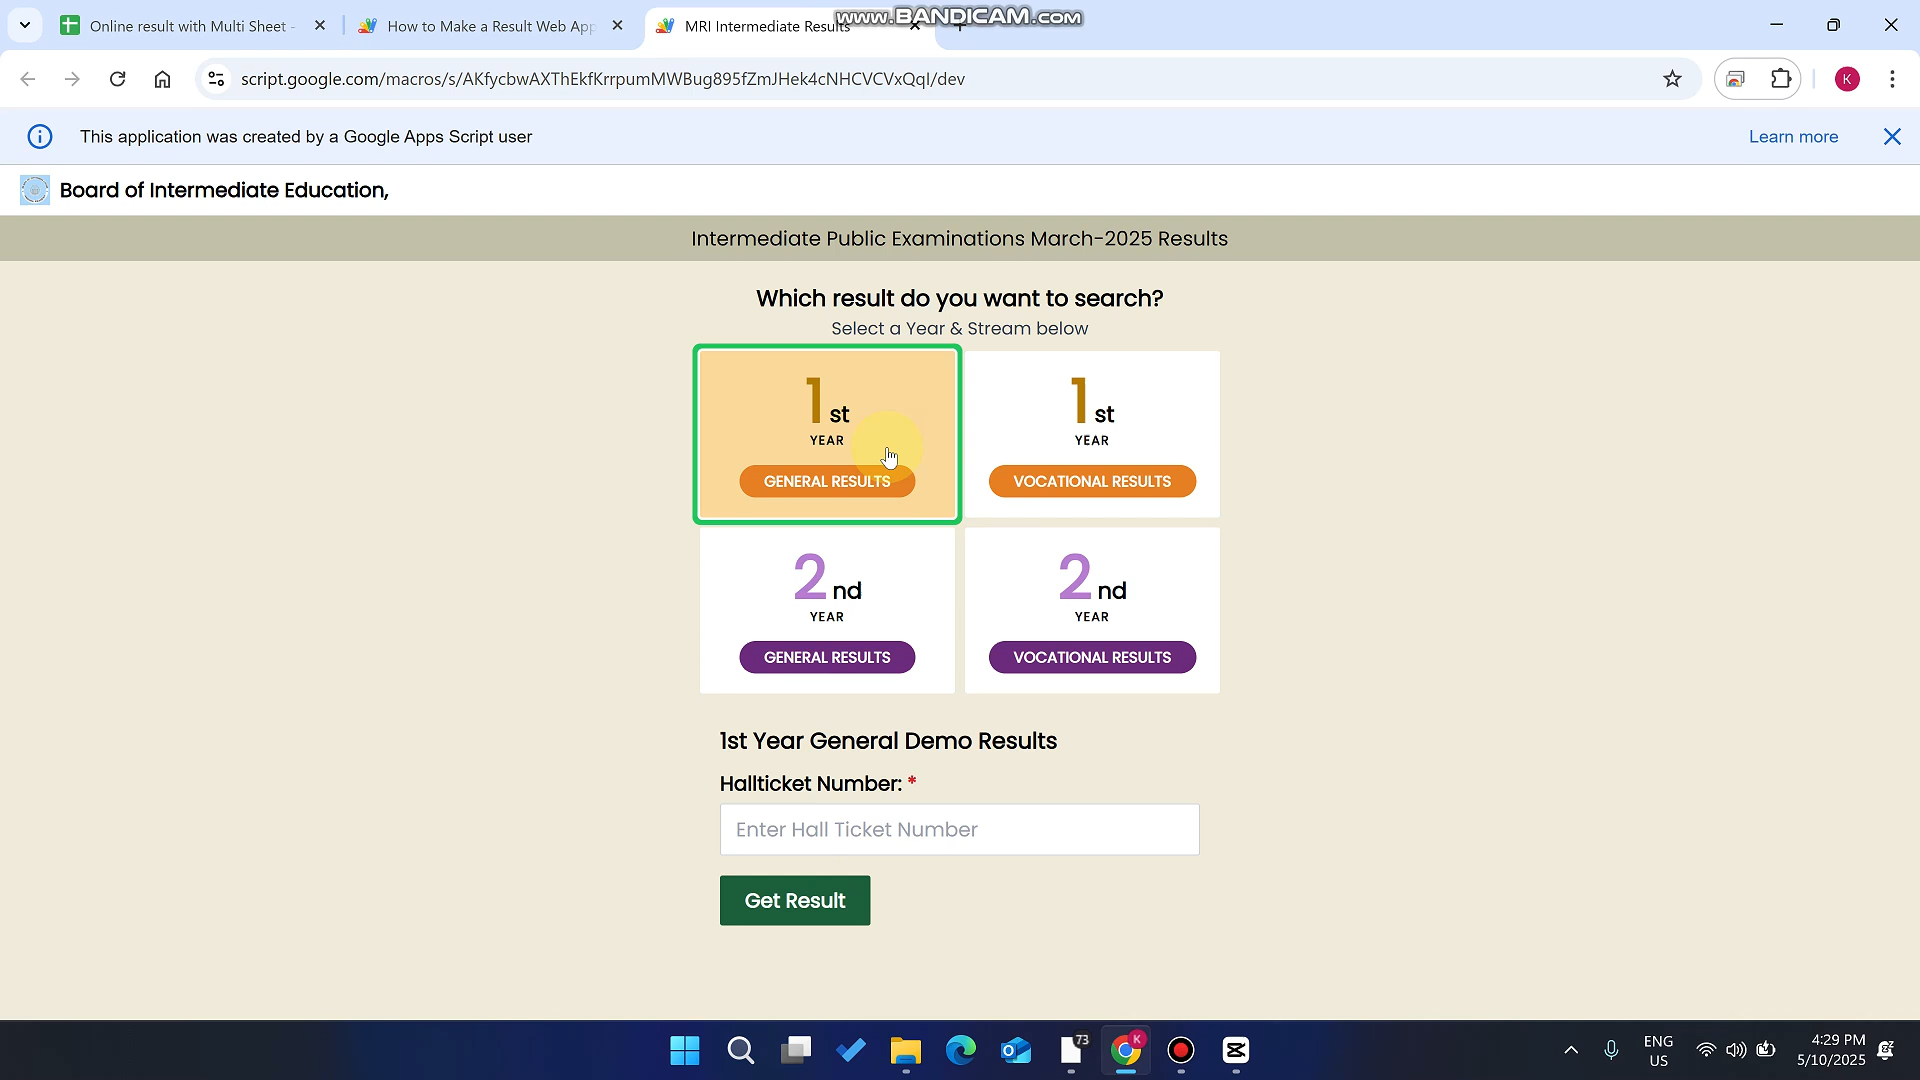 www.BANDICAM.com
Online result with Multi Sheet -
How to Make a Result Web App
MRI Intermediate Results
script.google.com/macros/s/AKfycbwAXThEkfKrrpumMWBug895fZmJHek4cNHCVCVxQqI/dev
K
This application was created by a Google Apps Script user
Learn more
Board of Intermediate Education,
Intermediate Public Examinations March-2025 Results
Which result do you want to search?
Select a Year & Stream below
1st
YEAR
GENERAL RESULTS
1st
YEAR
VOCATIONAL RESULTS
2nd
YEAR
GENERAL RESULTS
2nd
YEAR
VOCATIONAL RESULTS
1st Year General Demo Results
Hallticket Number: *
Enter Hall Ticket Number
Get Result
73
K
ENG
US
4:29 PM
5/10/2025